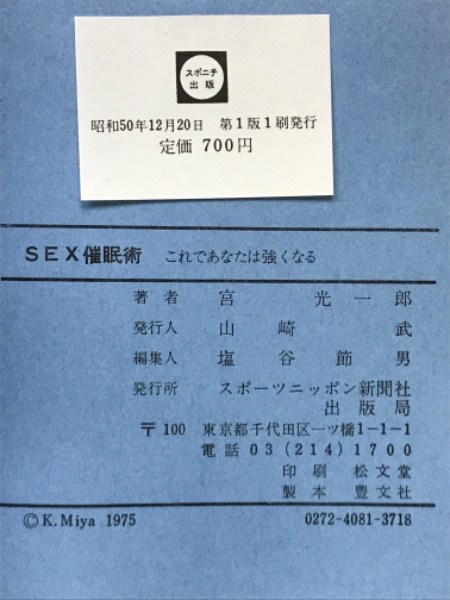 スポニチ
出版
昭和50年12月20日 第1版1刷発行
定価 700円
SEX催眠術 これであなたは強くなる
著者 宮光一郎
発行人 山崎武
編集人 塩谷節男
発行所 スポーツニッポン新聞社
出版局
〒100 東京都千代田区一ッ橋1-1-1
電話 03(214)1700
印刷 松文堂
製本 豊文社
©K.Miya 1975 0272-4081-3718